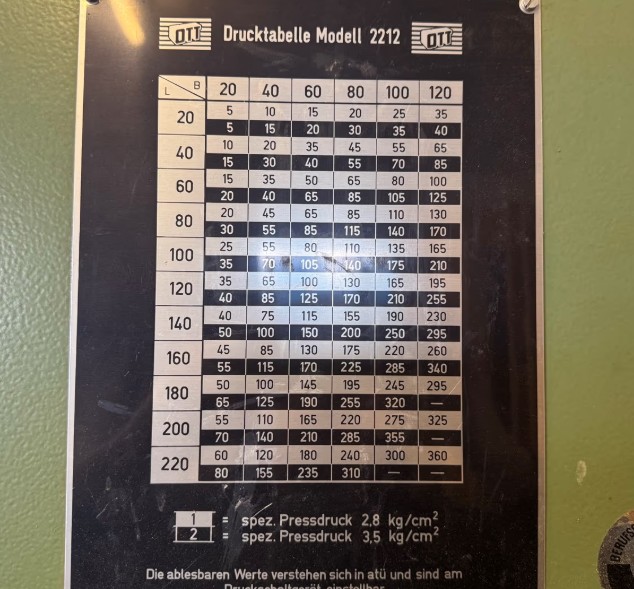 OTT Drucktabelle Modell 2212 OTT
L B 20 40 60 80 100 120
20 5 10 15 20 25 35
5 15 20 30 35 40
40 10 20 35 45 55 65
15 30 40 55 70 85
60 15 35 50 65 80 100
20 40 65 85 105 125
80 20 45 65 85 110 130
30 55 85 115 140 170
100 25 55 80 110 135 165
35 70 105 140 175 210
120 35 65 100 130 165 195
40 85 125 170 210 255
140 40 75 115 155 190 230
50 100 150 200 250 295
160 45 85 130 175 220 260
55 115 170 225 285 340
180 50 100 145 195 245 295
65 125 190 255 320 —
200 55 110 165 220 275 325
70 140 210 285 355 —
220 60 120 180 240 300 360
80 155 235 310 — —
1 = spez. Pressdruck 2,8 kg/cm²
2 = spez. Pressdruck 3,5 kg/cm²
Die ablesbaren Werte verstehen sich in atü und sind am
Druckschaltgerät einstellbar